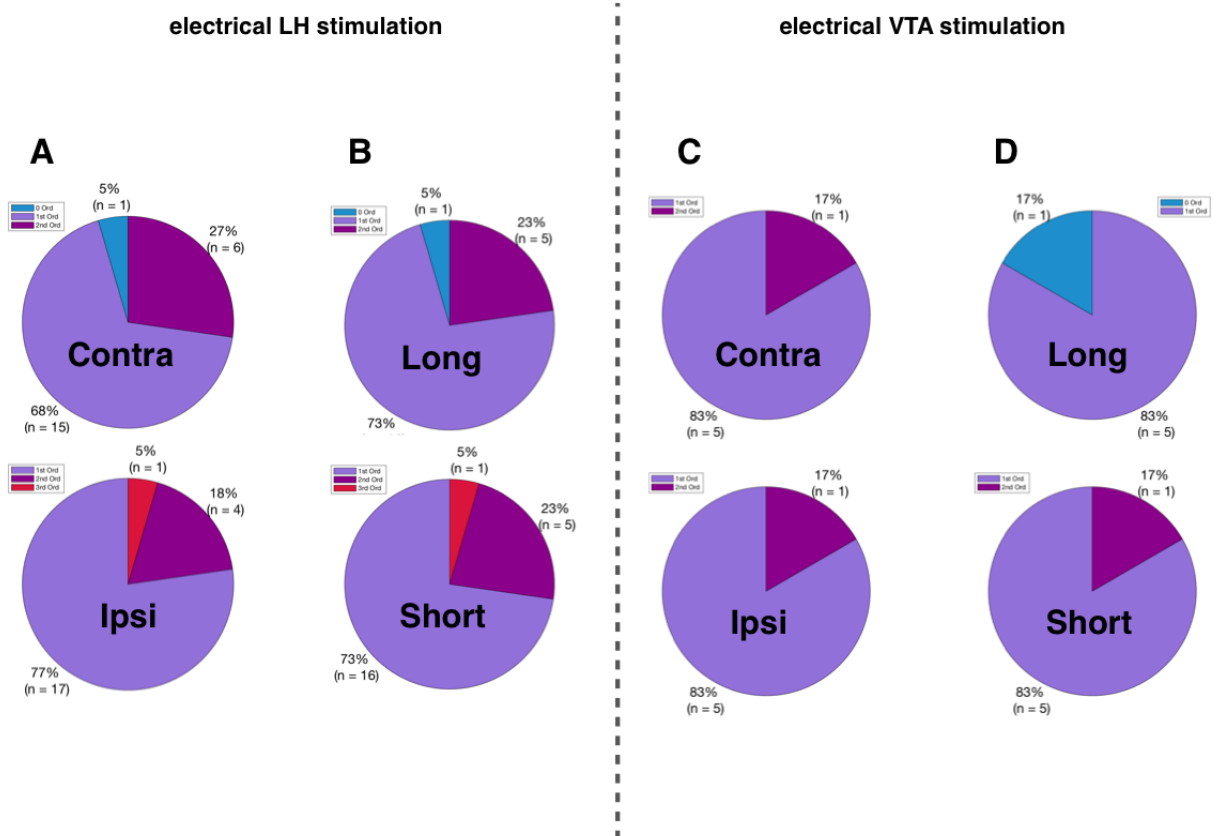 electrical LH stimulation
electrical VTA stimulation
A
B
C
D
0 Ord
1st Ord
2nd Ord
5%
(n = 1)
27%
(n = 6)
Contra
68%
(n = 15)
0 Ord
1st Ord
2nd Ord
5%
(n = 1)
23%
(n = 5)
Long
73%
1st Ord
2nd Ord
17%
(n = 1)
Contra
83%
(n = 5)
17%
(n = 1)
0 Ord
1st Ord
Long
83%
(n = 5)
1st Ord
2nd Ord
3rd Ord
5%
(n = 1)
18%
(n = 4)
Ipsi
77%
(n = 17)
1st Ord
2nd Ord
3rd Ord
5%
(n = 1)
23%
(n = 5)
Short
73%
(n = 16)
1st Ord
2nd Ord
17%
(n = 1)
Ipsi
83%
(n = 5)
1st Ord
2nd Ord
17%
(n = 1)
Short
83%
(n = 5)